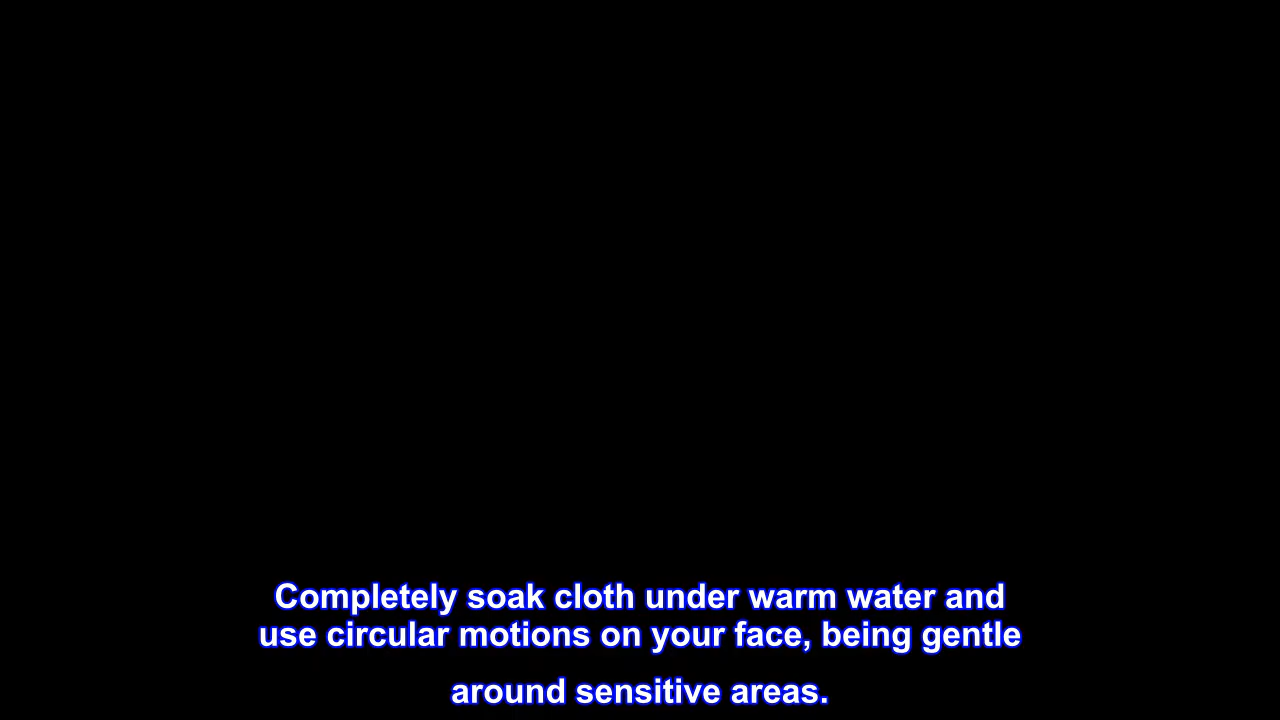 Completely soak cloth under warm water and
use circular motions on your face, being gentle
around sensitive areas.